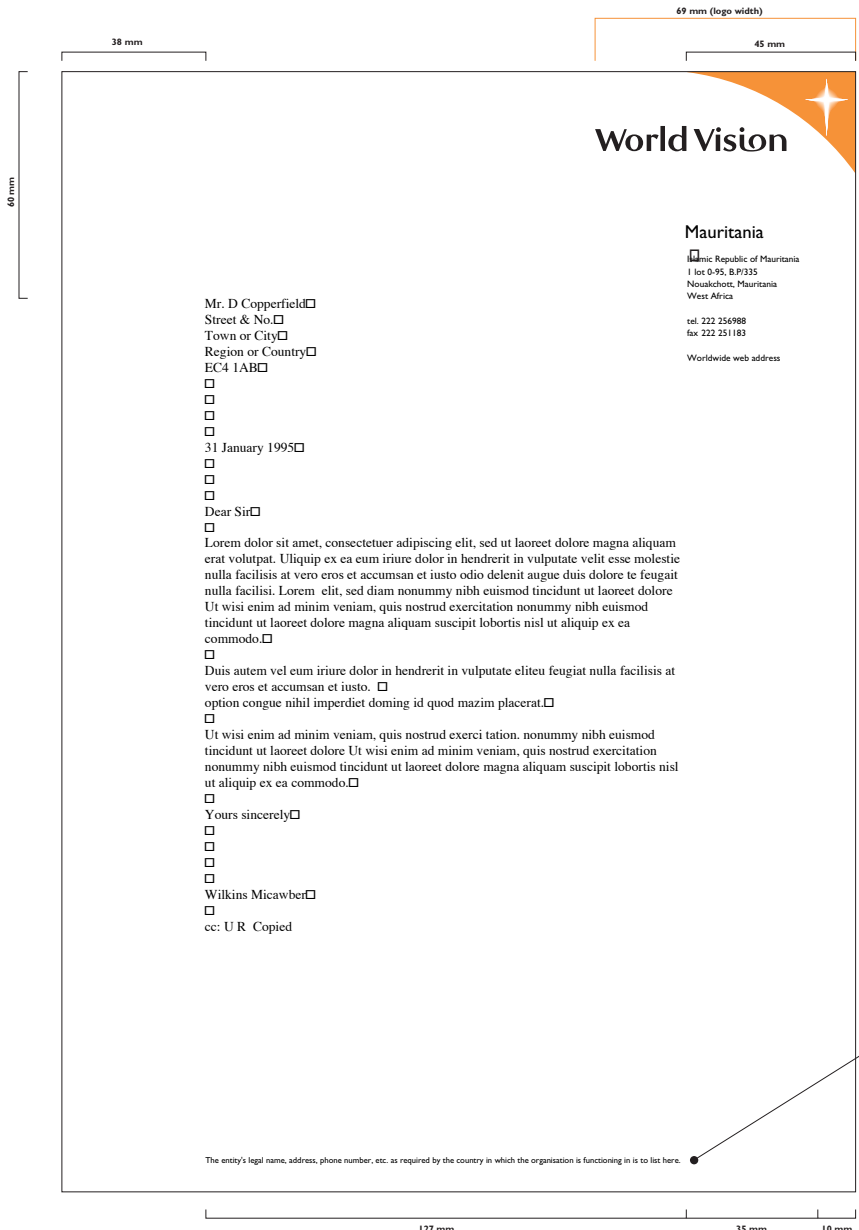 69 mm (logo width)
38 mm
45 mm
60 mm
World Vision
Mauritania
Islamic Republic of Mauritania
1 lot 0-95, B.P/335
Nouakchott, Mauritania
West Africa
tel. 222 256988
fax 222 251183
Worldwide web address
Mr. D Copperfield
Street & No.
Town or City
Region or Country
EC4 1AB
31 January 1995
Dear Sir
Lorem dolor sit amet, consectetuer adipiscing elit, sed ut laoreet dolore magna aliquam
erat volutpat. Uliquip ex ea eum iriure dolor in hendrerit in vulputate velit esse molestie
nulla facilisis at vero eros et accumsan et iusto odio delenit augue duis dolore te feugait
nulla facilisi. Lorem  elit, sed diam nonummy nibh euismod tincidunt ut laoreet dolore
Ut wisi enim ad minim veniam, quis nostrud exercitation nonummy nibh euismod
tincidunt ut laoreet dolore magna aliquam suscipit lobortis nisl ut aliquip ex ea
commodo.
Duis autem vel eum iriure dolor in hendrerit in vulputate eliteu feugiat nulla facilisis at
vero eros et accumsan et iusto.
option congue nihil imperdiet doming id quod mazim placerat.
Ut wisi enim ad minim veniam, quis nostrud exerci tation. nonummy nibh euismod
tincidunt ut laoreet dolore Ut wisi enim ad minim veniam, quis nostrud exercitation
nonummy nibh euismod tincidunt ut laoreet dolore magna aliquam suscipit lobortis nisl
ut aliquip ex ea commodo.
Yours sincerely
Wilkins Micawber
cc: U R  Copied
The entity's legal name, address, phone number, etc. as required by the country in which the organisation is functioning in is to list here.
127 mm
35 mm
10 mm